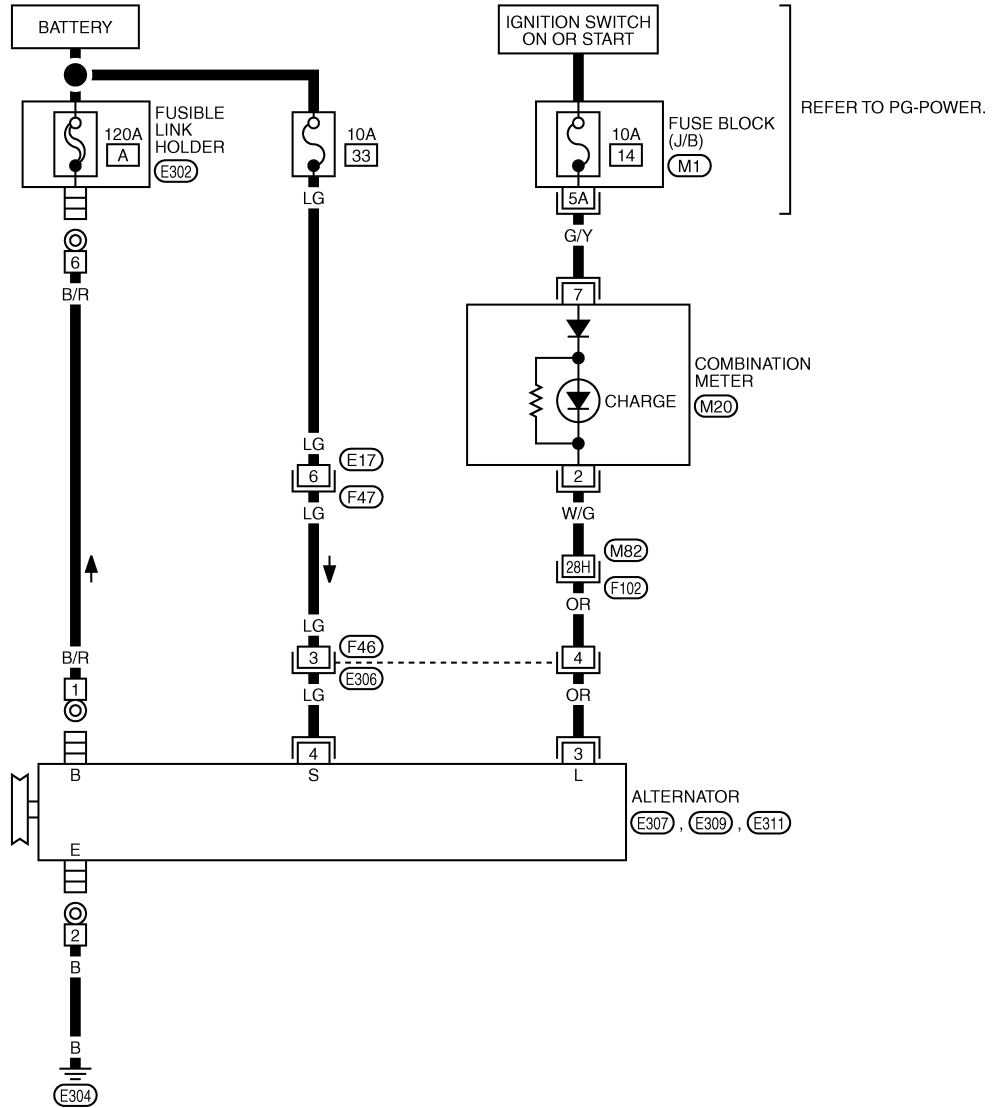 BATTERY
IGNITION SWITCH
ON OR START
REFER TO PG-POWER.
120A
A
FUSIBLE
LINK
HOLDER
E302
10A
33
10A
14
FUSE BLOCK
(J/B)
M1
5A
LG
G/Y
6
B/R
7
COMBINATION
METER
M20
CHARGE
LG
6
E17
F47
LG
2
W/G
28H
M82
F102
OR
LG
B/R
3
F46
E306
4
1
LG
OR
4
3
B
S
L
ALTERNATOR
E307 , E309 , E311
E
2
B
B
E304